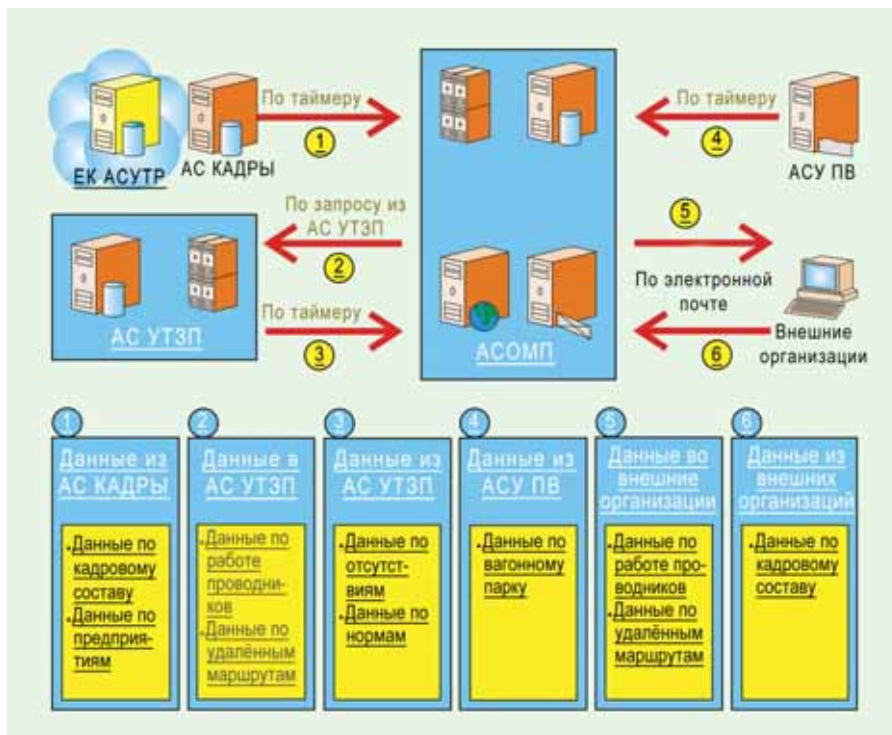 По таймеру
1
ЕК АСУТР
АС КАДРЫ
По таймеру
4
АСУ ПВ
По запросу из
АС УТЗП
2
По таймеру
3
АС УТЗП
АСОМП
5
По электронной
почте
6
Внешние
организации
1
Данные из
АС КАДРЫ
•Данные по
кадровому
составу
•Данные по
предприя-
тиям
2
Данные в
АС УТЗП
•Данные по
работе
проводни-
ков
•Данные по
удалённым
маршрутам
3
Данные из
АС УТЗП
•Данные по
отсутст-
виям
•Данные по
нормам
4
Данные из
АСУ ПВ
•Данные по
вагонному
парку
5
Данные во
внешние
организации
•Данные по
работе про-
водников
•Данные по
удалённым
маршрутам
6
Данные из
внешних
организаций
•Данные по
кадровому
составу